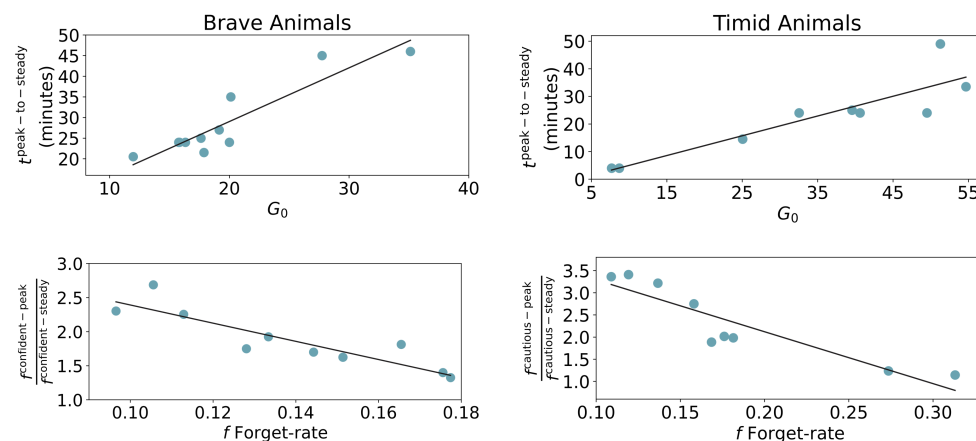 Brave Animals
50
45
40
35
30
25
20
t^peak-to-steady
(minutes)
10 20 30 40
G₀
Timid Animals
50
40
30
20
10
0
t^peak-to-steady
(minutes)
5 15 25 35 45 55
G₀
3.0
2.5
2.0
1.5
1.0
f^confident-peak
f^confident-steady
0.10 0.12 0.14 0.16 0.18
f Forget-rate
3.5
3.0
2.5
2.0
1.5
1.0
f^cautious-peak
f^cautious-steady
0.10 0.15 0.20 0.25 0.30
f Forget-rate